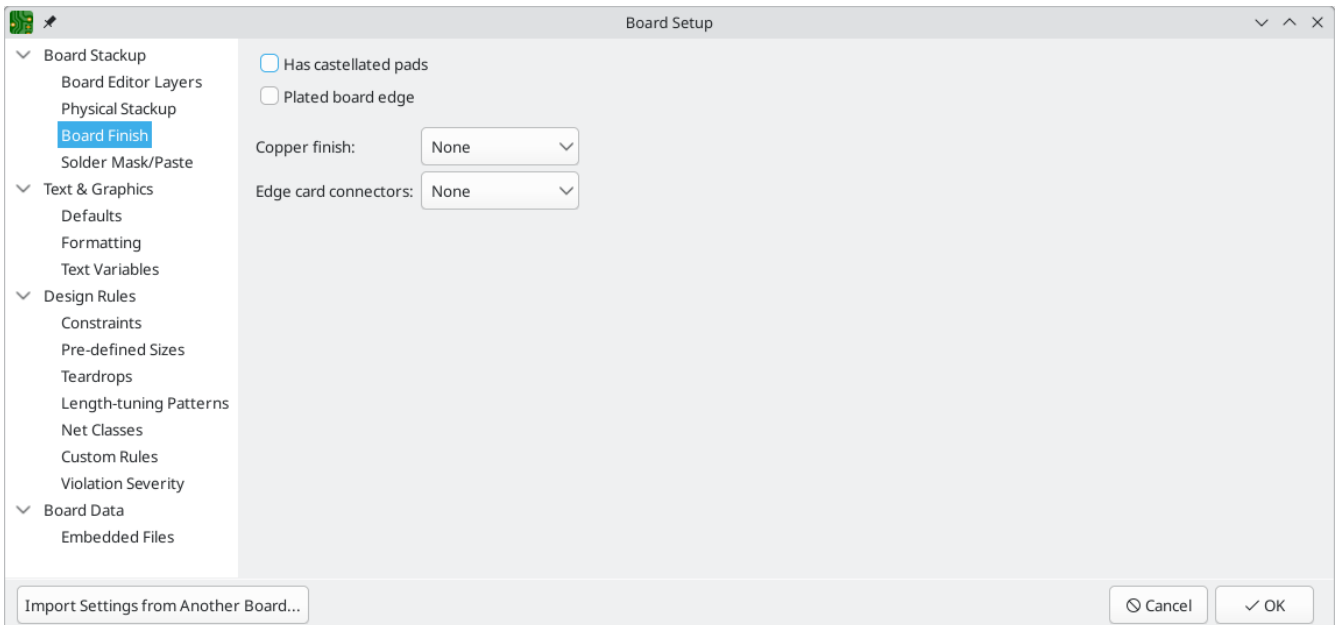 Board Setup
Board Stackup
Board Editor Layers
Physical Stackup
Board Finish
Solder Mask/Paste
Text & Graphics
Defaults
Formatting
Text Variables
Design Rules
Constraints
Pre-defined Sizes
Teardrops
Length-tuning Patterns
Net Classes
Custom Rules
Violation Severity
Board Data
Embedded Files
Has castellated pads
Plated board edge
Copper finish: None
Edge card connectors: None
Import Settings from Another Board...
Cancel
OK